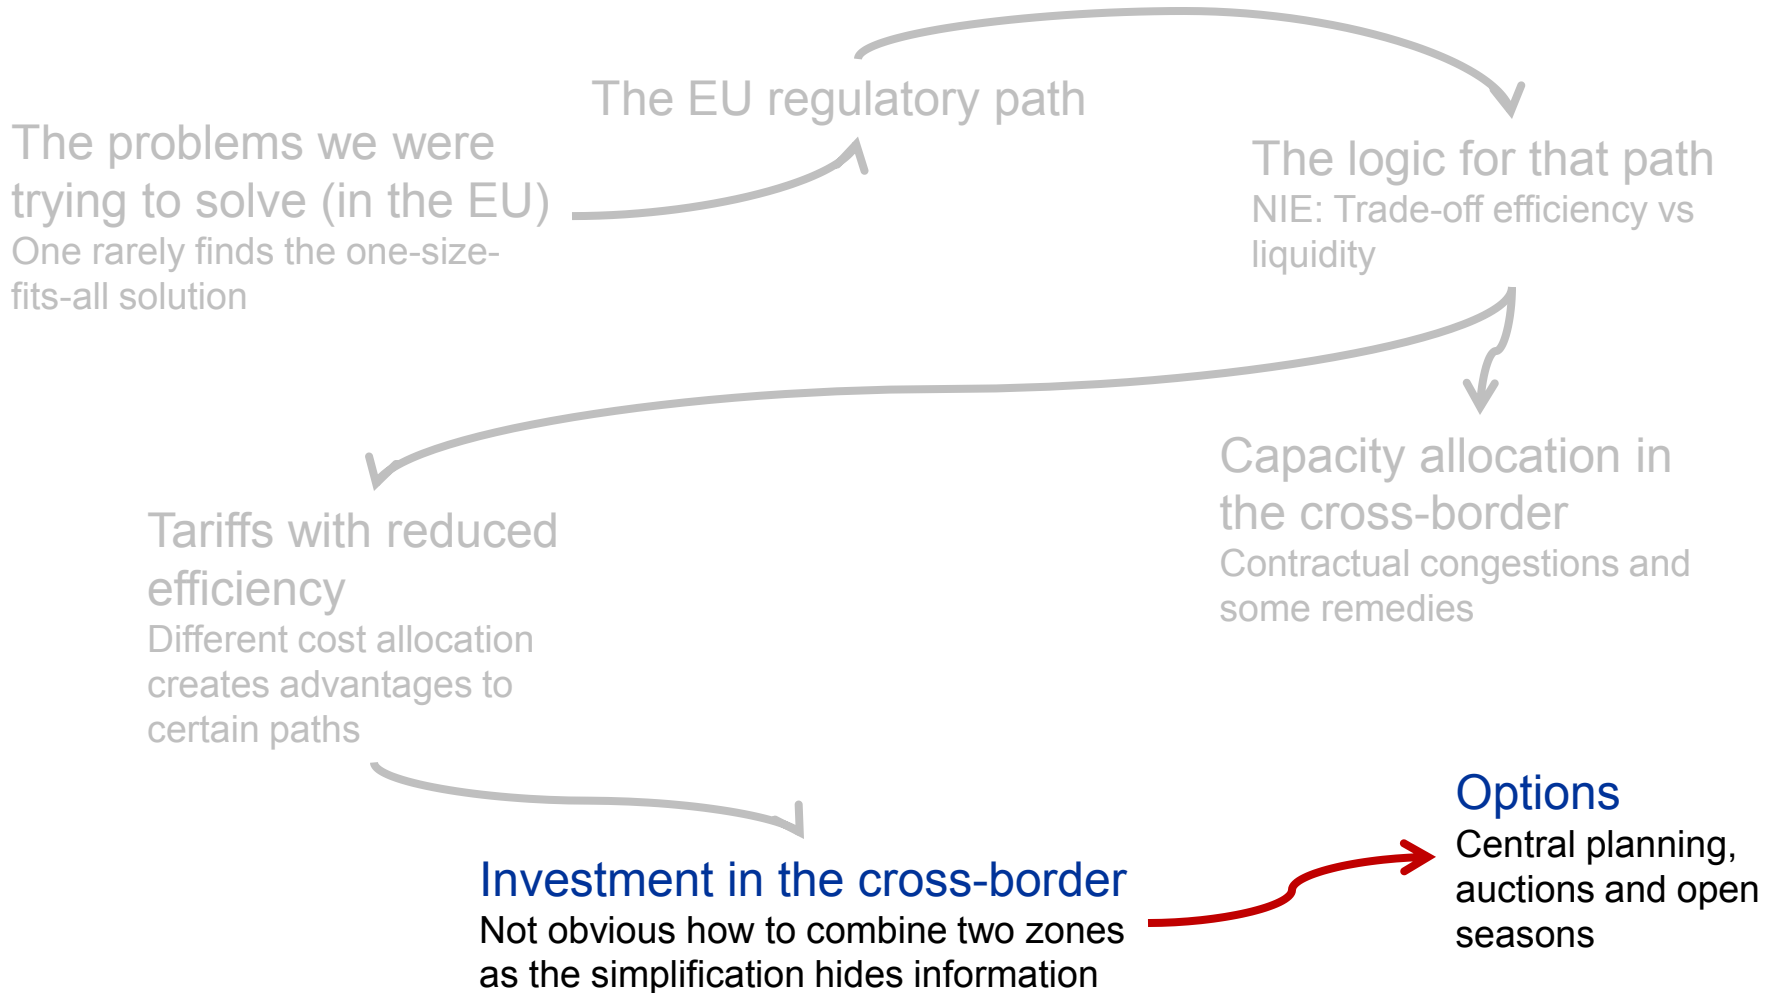 The problems we were
trying to solve (in the EU)
One rarely finds the one-size-
fits-all solution
The EU regulatory path
The logic for that path
NIE: Trade-off efficiency vs
liquidity
Capacity allocation in
the cross-border
Contractual congestions and
some remedies
Tariffs with reduced
efficiency
Different cost allocation
creates advantages to
certain paths
Investment in the cross-border
Not obvious how to combine two zones
as the simplification hides information
Options
Central planning,
auctions and open
seasons